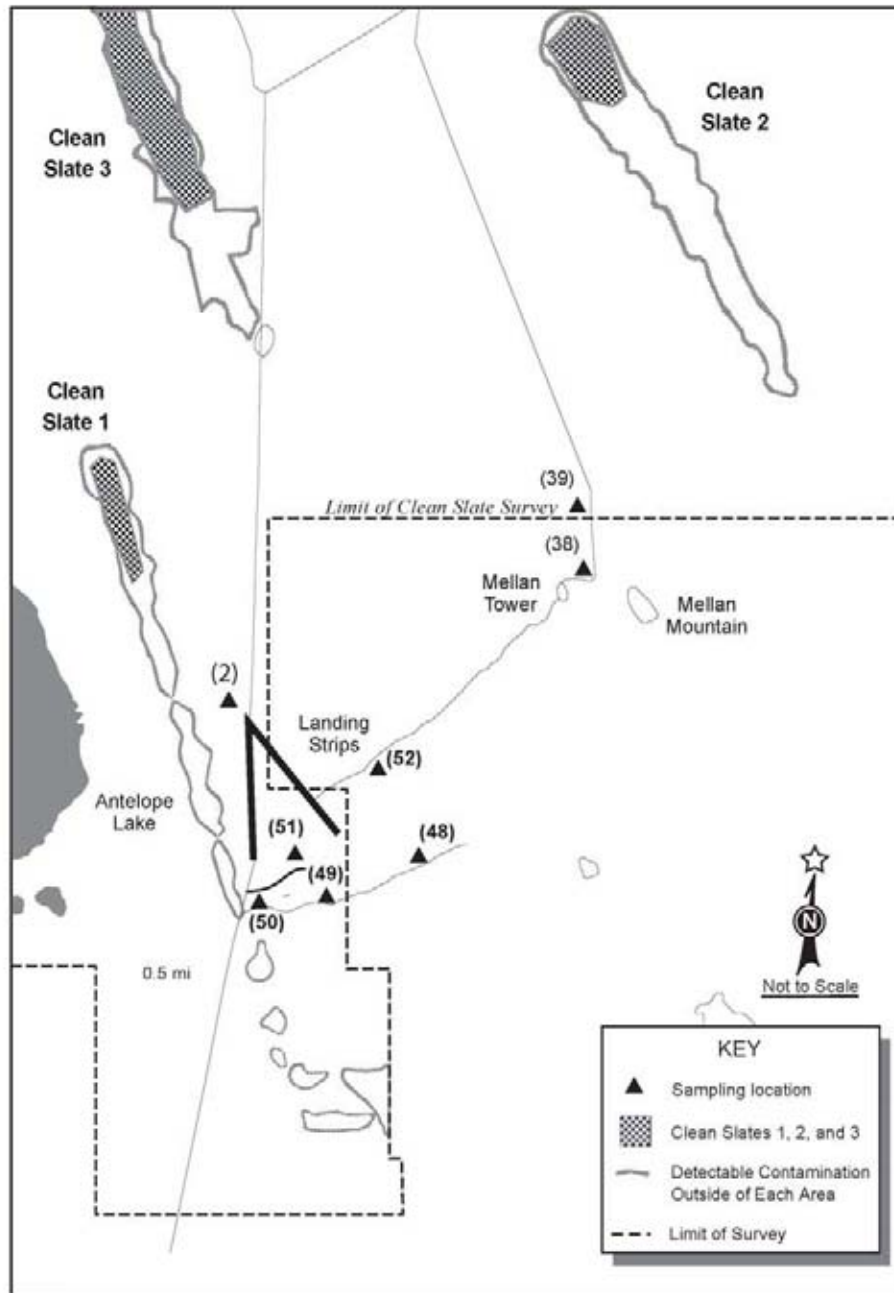 Clean
Slate 2
Clean
Slate 3
Clean
Slate 1
(39)
Limit of Clean Slate Survey
(38)
Mellan
Tower
Mellan
Mountain
(2)
Landing
Strips
(52)
Antelope
Lake
(51)
(48)
(49)
(50)
0.5 mi
N
Not to Scale
KEY
Sampling location
Clean Slates 1, 2, and 3
Detectable Contamination
Outside of Each Area
Limit of Survey